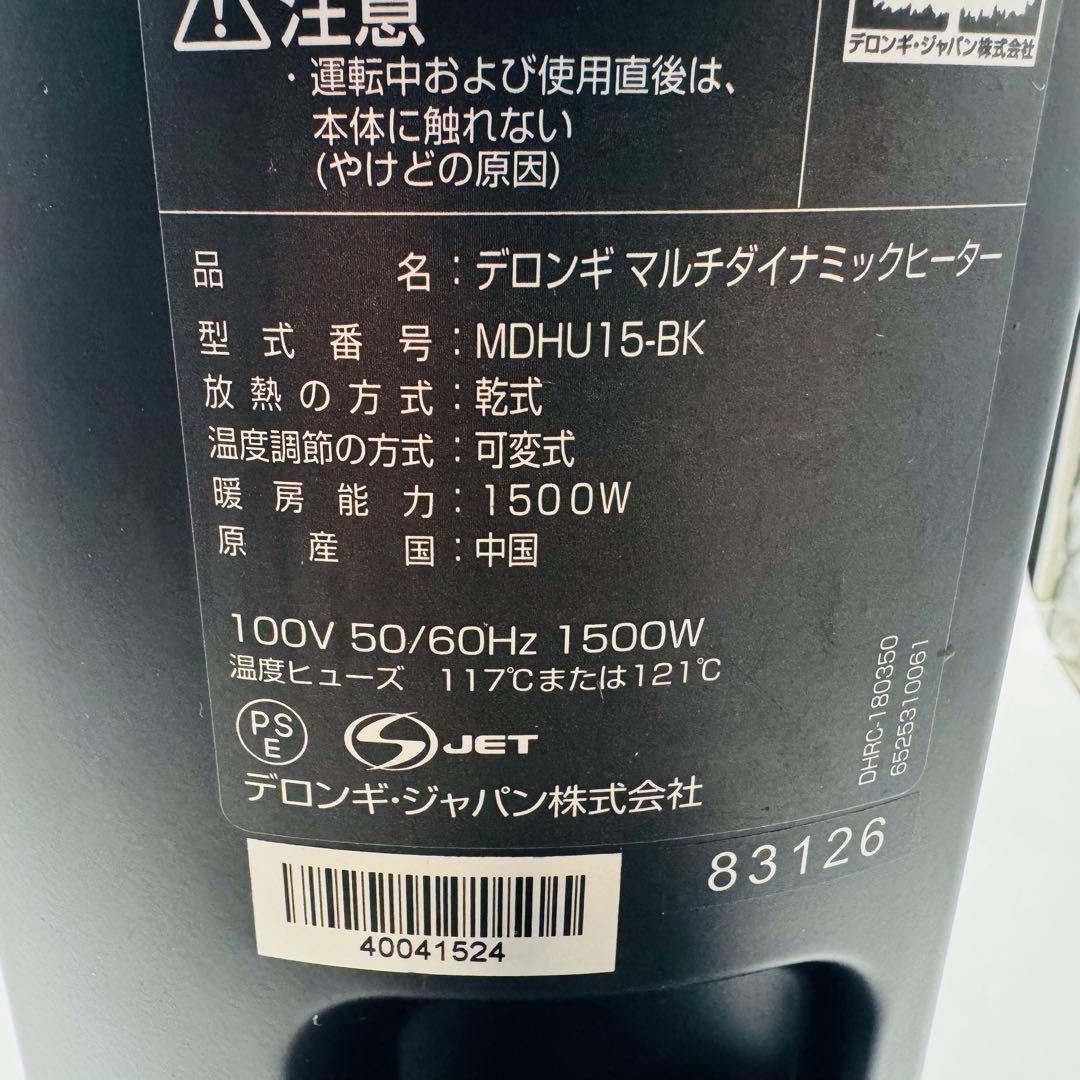 注意
デロンギ・ジャパン株式会社
・運転中および使用直後は、
本体に触れない
(やけどの原因)
品名:デロンギ マルチダイナミックヒーター
型式番号:MDHU15-BK
放熱の方式:乾式
温度調節の方式:可変式
暖房能力:1500W
原産国:中国
100V 50/60Hz 1500W
温度ヒューズ 117℃または121℃
PSE
JET
デロンギ・ジャパン株式会社
DHRC-180350
6525310061
83126
40041524